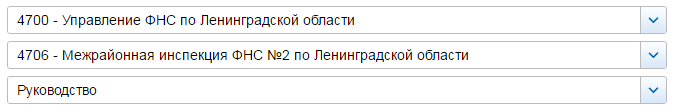 4700 - Управление ФНС по Ленинградской области
4706 - Межрайонная инспекция ФНС №2 по Ленинградской области
Руководство